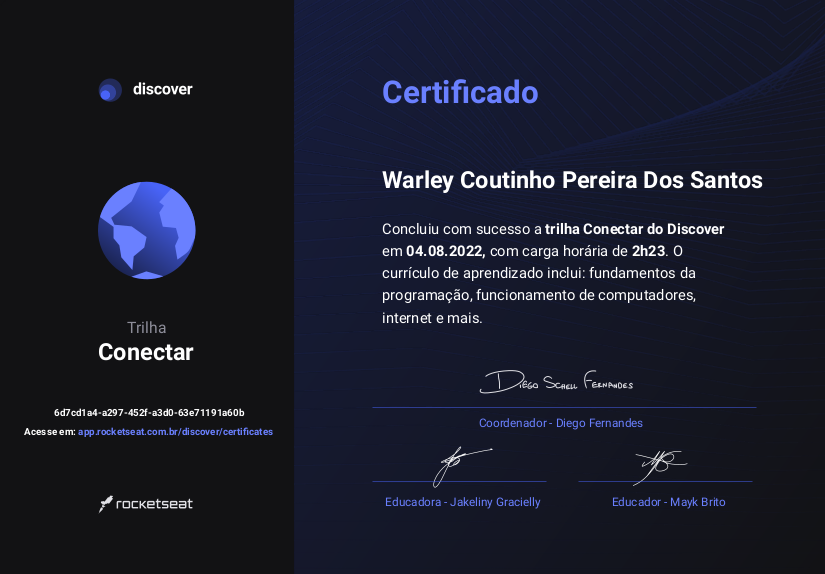 discover
Trilha
Conectar
6d7cd1a4-a297-452f-a3d0-63e71191a60b
Acesse em: app.rocketseat.com.br/discover/certificates
rocketseat
Certificado
Warley Coutinho Pereira Dos Santos
Concluiu com sucesso a trilha Conectar do Discover
em 04.08.2022, com carga horária de 2h23. O
currículo de aprendizado inclui: fundamentos da
programação, funcionamento de computadores,
internet e mais.
Diego Schell Fernandes
Coordenador - Diego Fernandes
Educadora - Jakeliny Gracielly
Educador - Mayk Brito